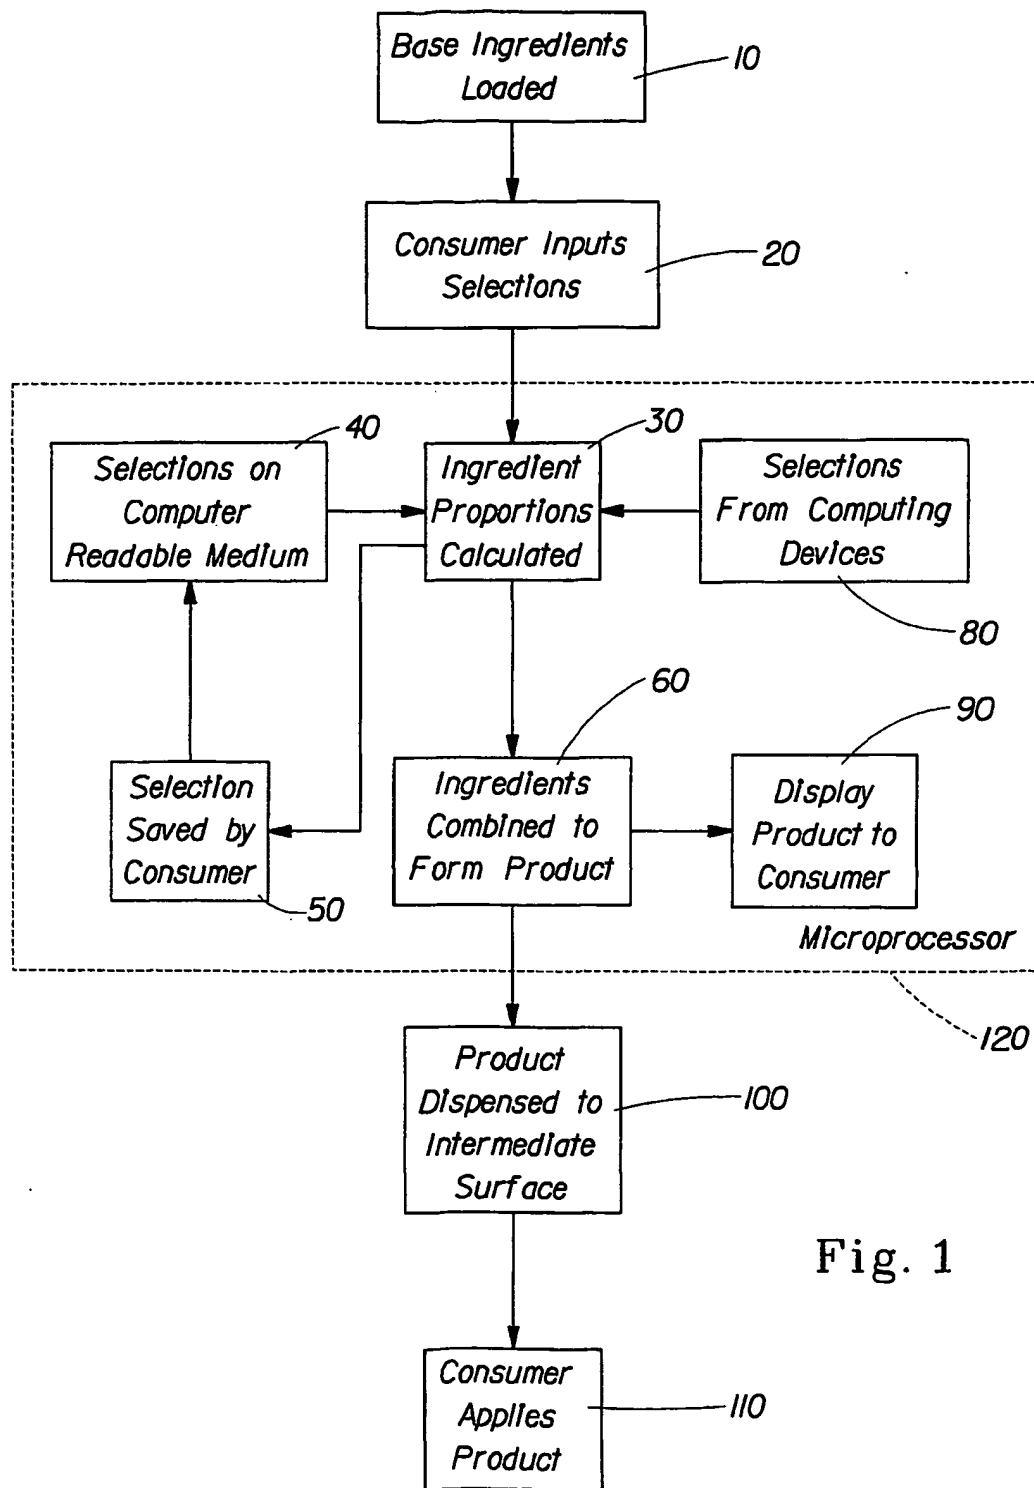 Base Ingredients
Loaded
10
Consumer Inputs
Selections
20
40
Selections on
Computer
Readable Medium
30
Ingredient
Proportions
Calculated
Selections
From Computing
Devices
80
60
90
Selection
Saved by
Consumer
50
Ingredients
Combined to
Form Product
Display
Product to
Consumer
Microprocessor
120
Product
Dispensed to
Intermediate
Surface
100
Fig. 1
Consumer
Applies
Product
110